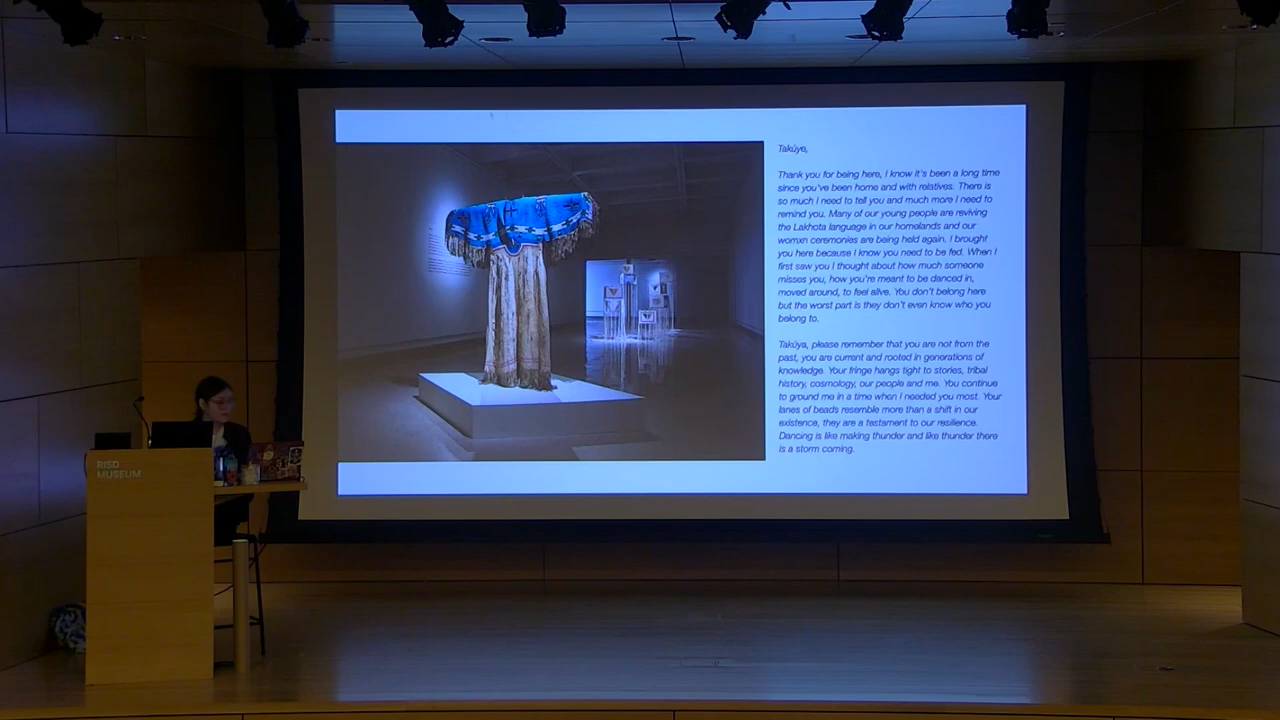 Takúye,
Thank you for being here, I know it's been a long time
since you've been home and with relatives. There is
so much I need to tell you and much more I need to
remind you. Many of our young people are reviving
the Lakhota language in our homelands and our
womxn ceremonies are being held again. I brought
you here because I know you need to be fed. When I
first saw you I thought about how much someone
misses you, how you're meant to be danced in,
moved around, to feel alive. You don't belong here
but the worst part is they don't even know who you
belong to.
Takúya, please remember that you are not from the
past, you are current and rooted in generations of
knowledge. Your fringe hangs tight to stories, tribal
history, cosmology, our people and me. You continue
to ground me in a time when I needed you most. Your
lanes of beads resemble more than a shift in our
existence, they are a testament to our resilience.
Dancing is like making thunder and like thunder there
is a storm coming.
RISD
MUSEUM